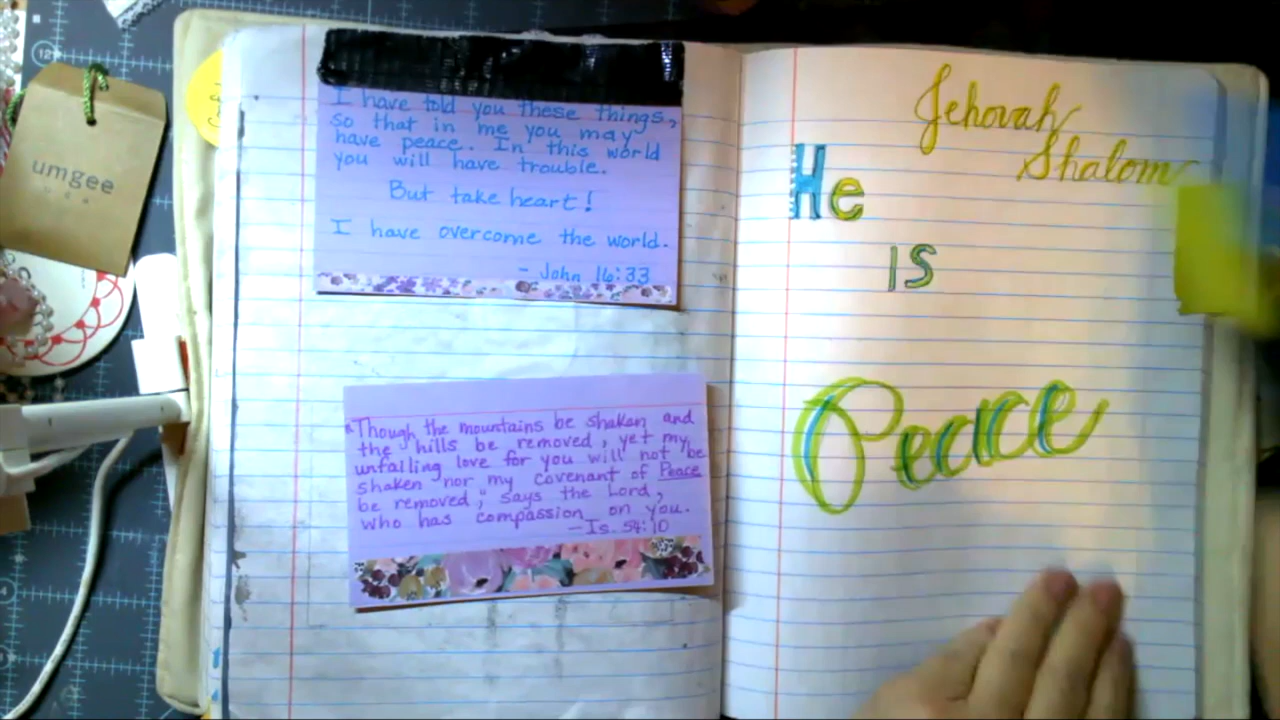 umgee
I have told you these things,
so that in me you may
have peace. In this world
you will have trouble.
But take heart!
I have overcome the world.
- John 16:33
"Though the mountains be shaken and
the hills be removed, yet my
unfailing love for you will not be
shaken nor my covenant of Peace
be removed," says the Lord,
who has compassion on you.
- Is. 54:10
Jehovah
Shalom
He
is
Peace